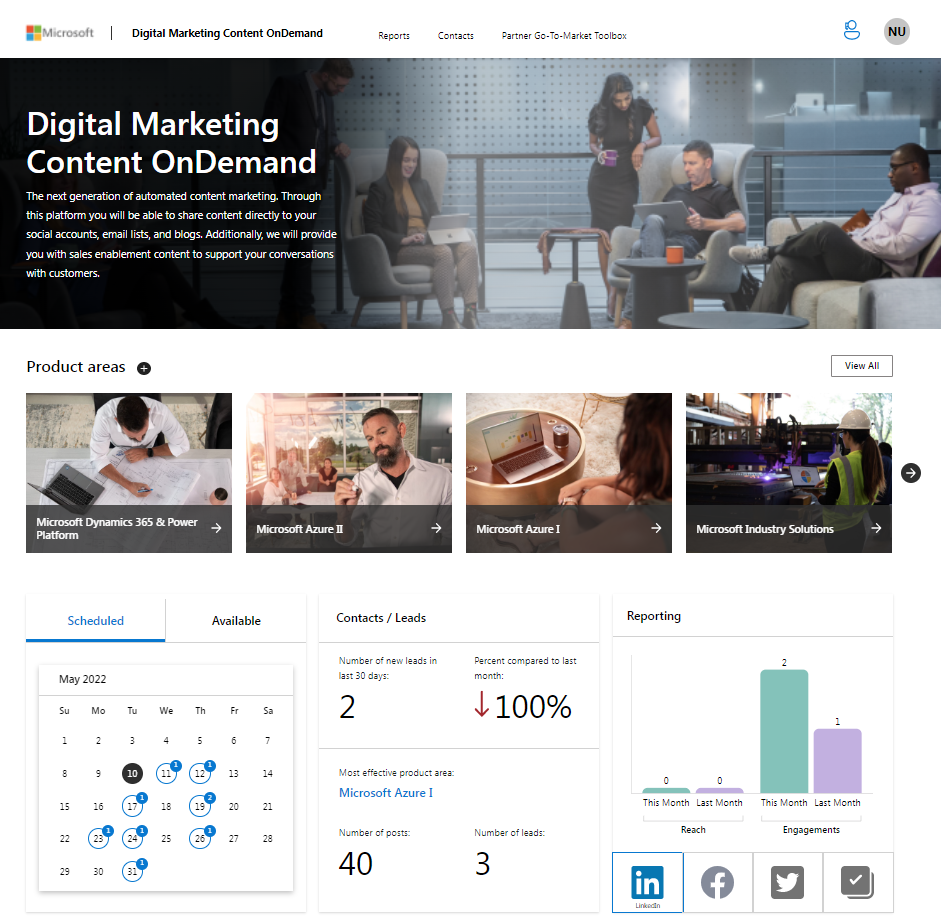 Microsoft | Digital Marketing Content OnDemand Reports Contacts Partner Go-To-Market Toolbox NU
Digital Marketing
Content OnDemand
The next generation of automated content marketing. Through
this platform you will be able to share content directly to your
social accounts, email lists, and blogs. Additionally, we will provide
you with sales enablement content to support your conversations
with customers.
Product areas
View All
Microsoft Dynamics 365 & Power
Platform
Microsoft Azure II
Microsoft Azure I
Microsoft Industry Solutions
Scheduled Available
May 2022
Su Mo Tu We Th Fr Sa
1 2 3 4 5 6 7
8 9 10 11 1 12 1 13 14
15 16 17 1 18 19 2 20 21
22 23 1 24 1 25 26 1 27 28
29 30 31 1
Contacts / Leads
Number of new leads in
last 30 days:
2
Percent compared to last
month:
↓100%
Most effective product area:
Microsoft Azure I
Number of posts:
40
Number of leads:
3
Reporting
0 0 2 1
This Month Last Month This Month Last Month
Reach Engagements
LinkedIn